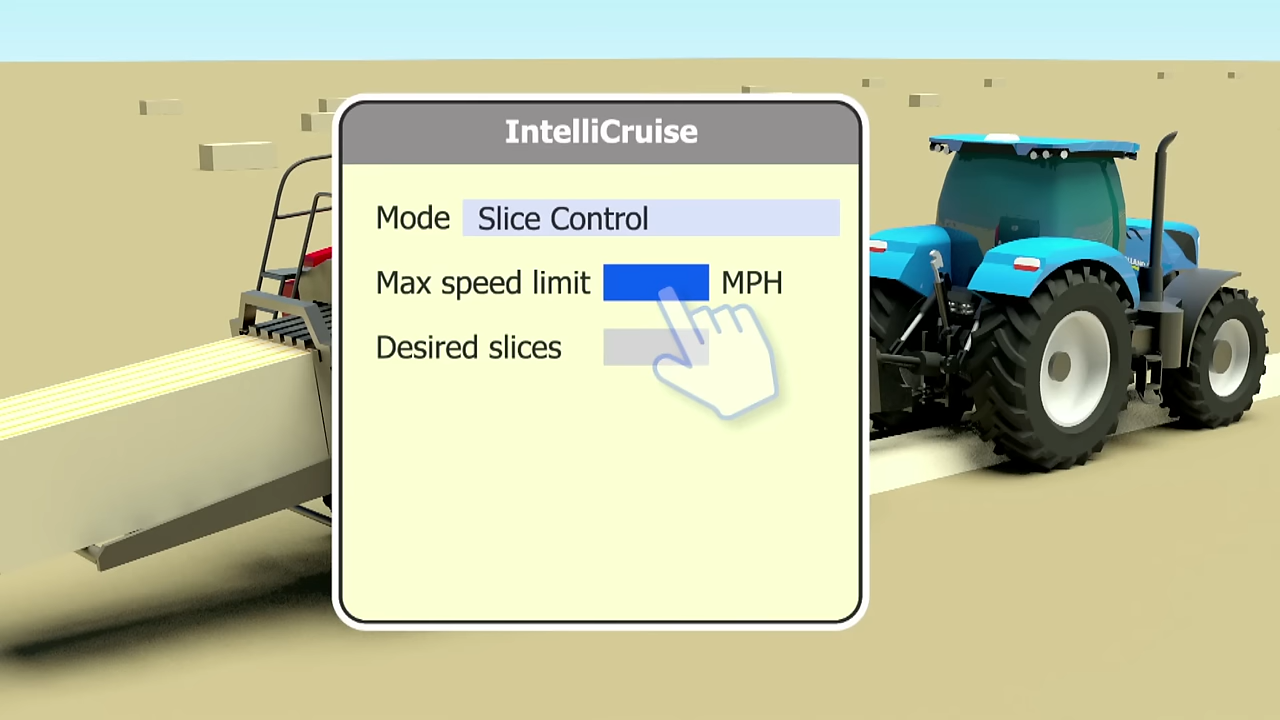 IntelliCruise
Mode Slice Control
Max speed limit MPH
Desired slices